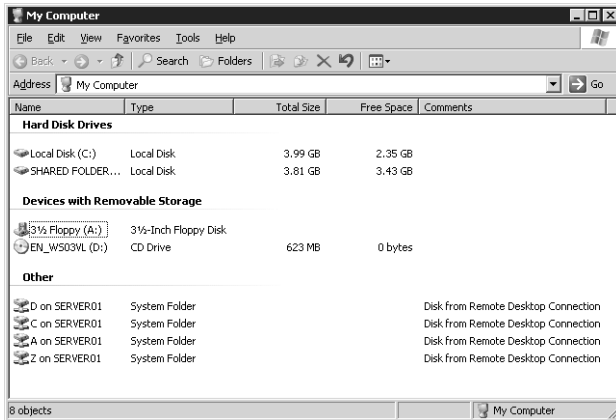 My Computer
File Edit View Favorites Tools Help
Back Search Folders
Address My Computer Go
Name Type Total Size Free Space Comments
Hard Disk Drives
Local Disk (C:) Local Disk 3.99 GB 2.35 GB
SHARED FOLDER... Local Disk 3.81 GB 3.43 GB
Devices with Removable Storage
3½ Floppy (A:) 3½-Inch Floppy Disk
EN_WS03VL (D:) CD Drive 623 MB 0 bytes
Other
D on SERVER01 System Folder Disk from Remote Desktop Connection
C on SERVER01 System Folder Disk from Remote Desktop Connection
A on SERVER01 System Folder Disk from Remote Desktop Connection
Z on SERVER01 System Folder Disk from Remote Desktop Connection
8 objects My Computer